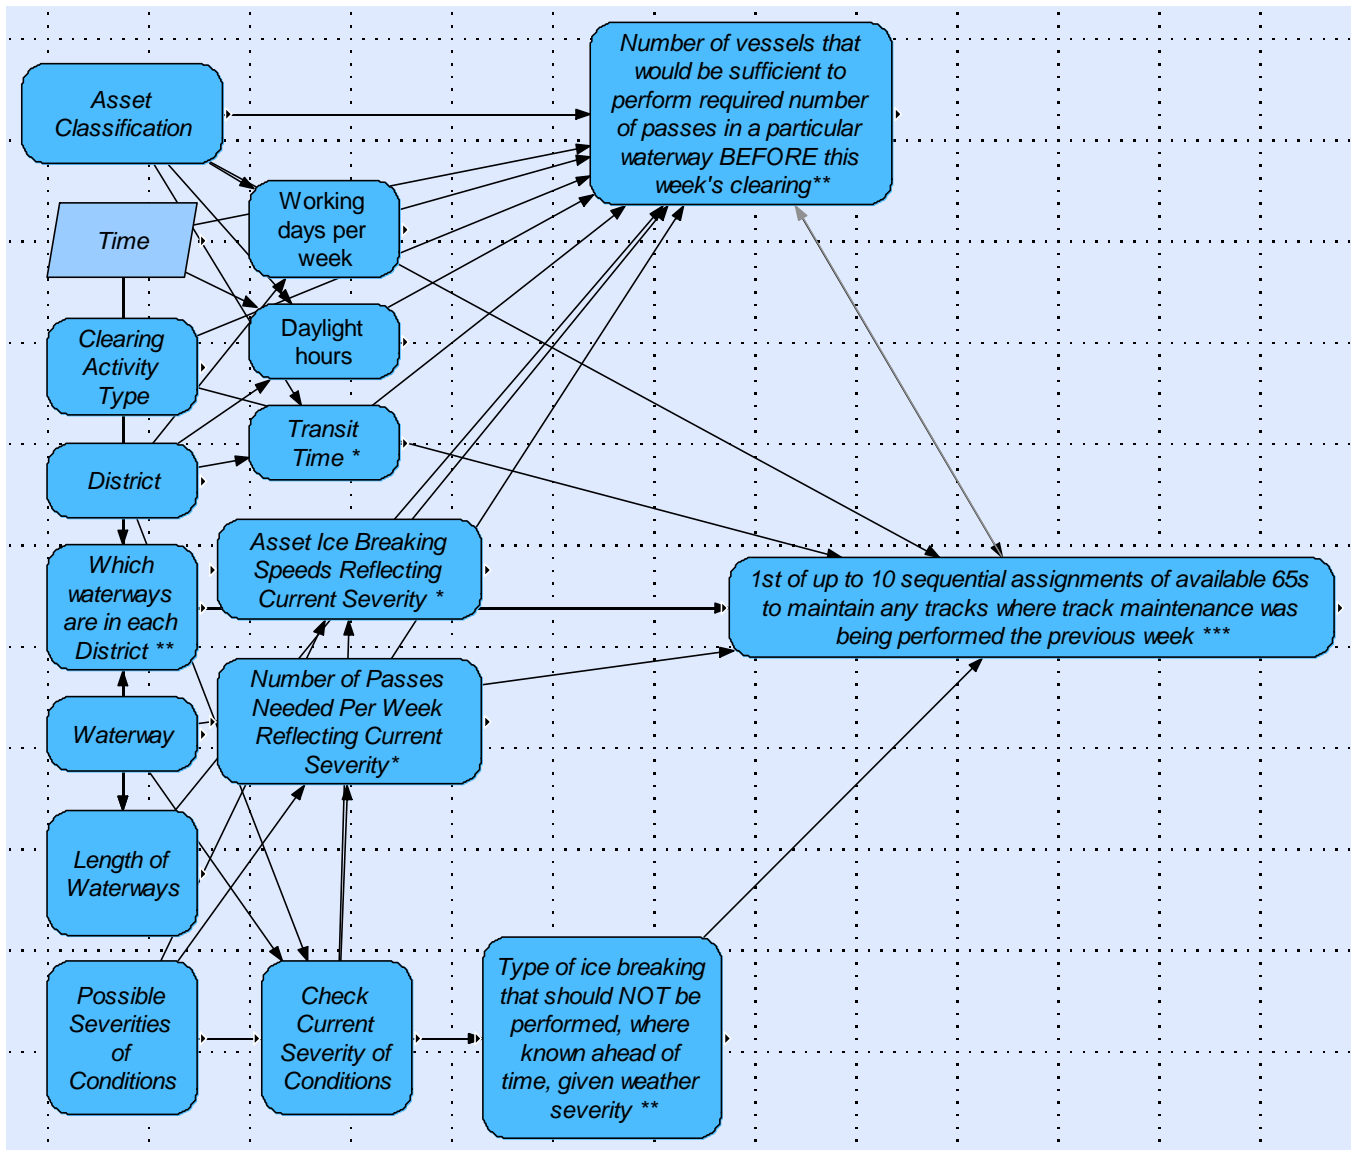 Number of vessels that
would be sufficient to
perform required number
of passes in a particular
waterway BEFORE this
week's clearing**
Asset
Classification
Working
days per
week
Time
Clearing
Activity
Type
Daylight
hours
Transit
Time *
District
Asset Ice Breaking
Speeds Reflecting
Current Severity *
Which
waterways
are in each
District **
1st of up to 10 sequential assignments of available 65s
to maintain any tracks where track maintenance was
being performed the previous week ***
Number of Passes
Needed Per Week
Reflecting Current
Severity*
Waterway
Length of
Waterways
Possible
Severities
of
Conditions
Check
Current
Severity of
Conditions
Type of ice breaking
that should NOT be
performed, where
known ahead of
time, given weather
severity **